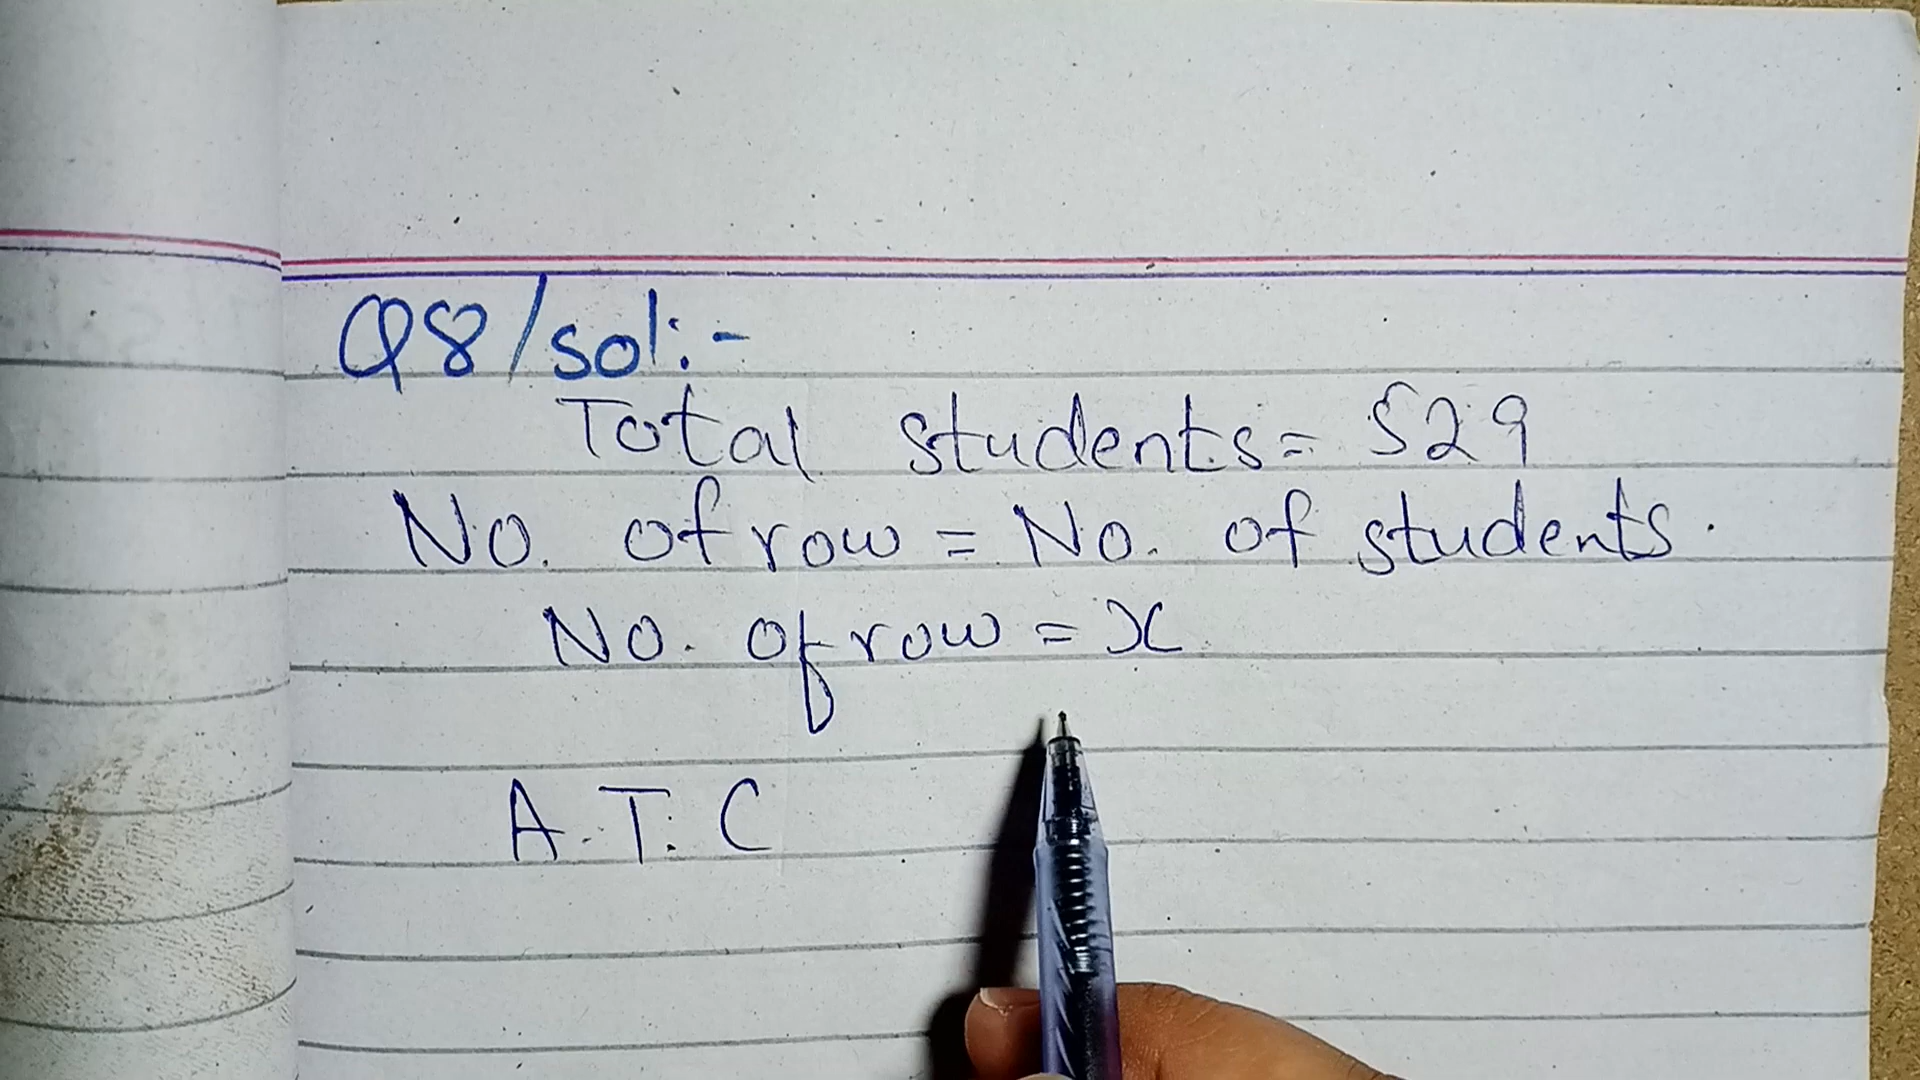 Q8/sol:-
Total students = 529
No. of row = No. of students.
No. of row = x
A.T.C